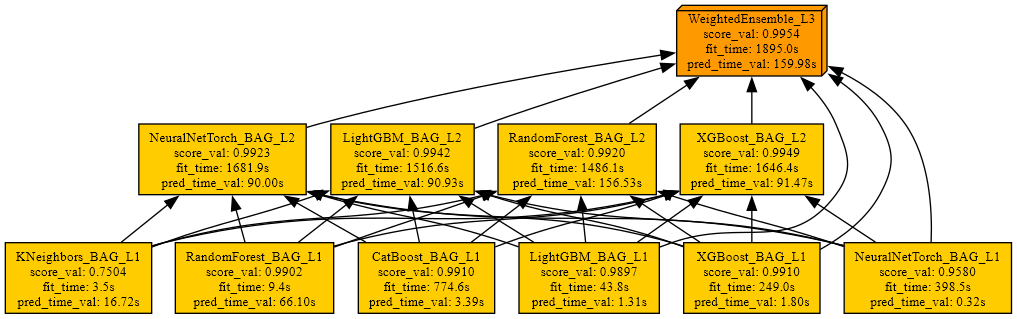 WeightedEnsemble_L3
score_val: 0.9954
fit_time: 1895.0s
pred_time_val: 159.98s
NeuralNetTorch_BAG_L2
score_val: 0.9923
fit_time: 1681.9s
pred_time_val: 90.00s
LightGBM_BAG_L2
score_val: 0.9942
fit_time: 1516.6s
pred_time_val: 90.93s
RandomForest_BAG_L2
score_val: 0.9920
fit_time: 1486.1s
pred_time_val: 156.53s
XGBoost_BAG_L2
score_val: 0.9949
fit_time: 1646.4s
pred_time_val: 91.47s
KNeighbors_BAG_L1
score_val: 0.7504
fit_time: 3.5s
pred_time_val: 16.72s
RandomForest_BAG_L1
score_val: 0.9902
fit_time: 9.4s
pred_time_val: 66.10s
CatBoost_BAG_L1
score_val: 0.9910
fit_time: 774.6s
pred_time_val: 3.39s
LightGBM_BAG_L1
score_val: 0.9897
fit_time: 43.8s
pred_time_val: 1.31s
XGBoost_BAG_L1
score_val: 0.9910
fit_time: 249.0s
pred_time_val: 1.80s
NeuralNetTorch_BAG_L1
score_val: 0.9580
fit_time: 398.5s
pred_time_val: 0.32s